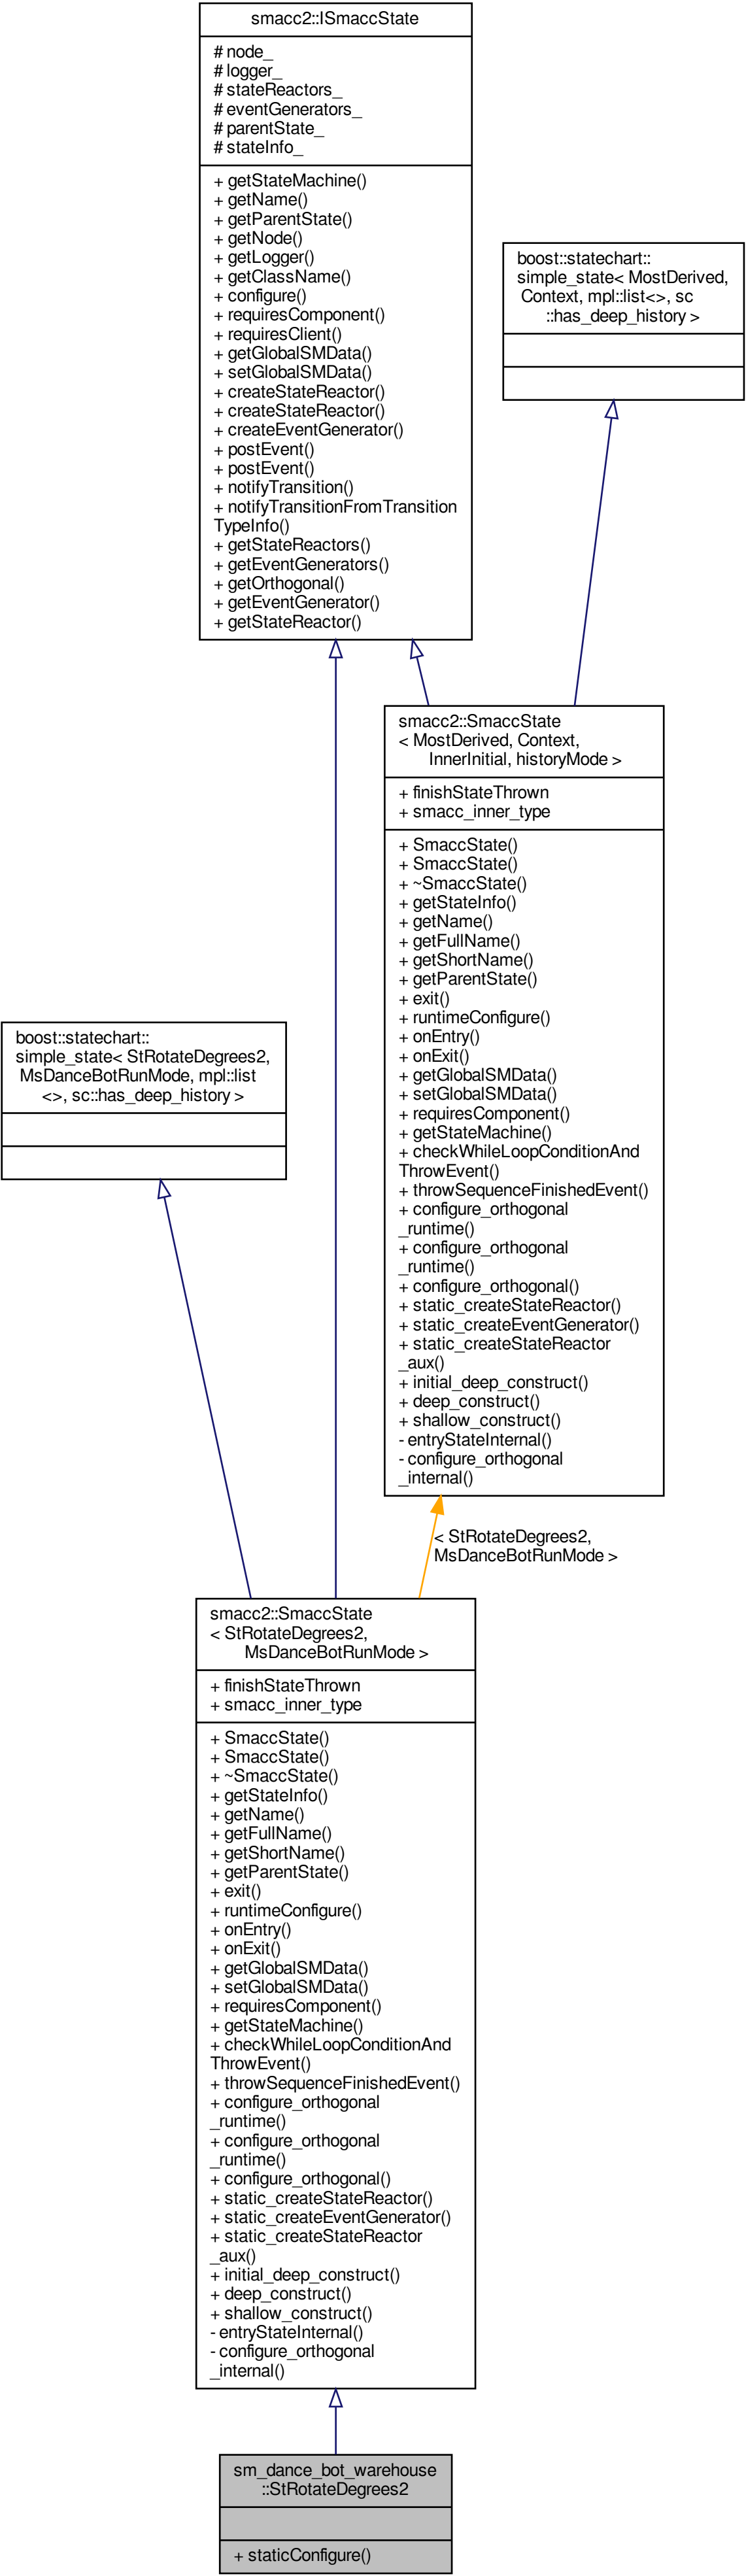 smacc2::ISmaccState
# node_
# logger_
# stateReactors_
# eventGenerators_
# parentState_
# stateInfo_
+ getStateMachine()
+ getName()
+ getParentState()
+ getNode()
+ getLogger()
+ getClassName()
+ configure()
+ requiresComponent()
+ requiresClient()
+ getGlobalSMData()
+ setGlobalSMData()
+ createStateReactor()
+ createStateReactor()
+ createEventGenerator()
+ postEvent()
+ postEvent()
+ notifyTransition()
+ notifyTransitionFromTransition
TypeInfo()
+ getStateReactors()
+ getEventGenerators()
+ getOrthogonal()
+ getEventGenerator()
+ getStateReactor()
boost::statechart::
simple_state< MostDerived,
Context, mpl::list<>, sc
::has_deep_history >
smacc2::SmaccState
< MostDerived, Context,
InnerInitial, historyMode >
+ finishStateThrown
+ smacc_inner_type
+ SmaccState()
+ SmaccState()
+ ~SmaccState()
+ getStateInfo()
+ getName()
+ getFullName()
+ getShortName()
+ getParentState()
+ exit()
+ runtimeConfigure()
+ onEntry()
+ onExit()
+ getGlobalSMData()
+ setGlobalSMData()
+ requiresComponent()
+ getStateMachine()
+ checkWhileLoopConditionAnd
ThrowEvent()
+ throwSequenceFinishedEvent()
+ configure_orthogonal
_runtime()
+ configure_orthogonal
_runtime()
+ configure_orthogonal()
+ static_createStateReactor()
+ static_createEventGenerator()
+ static_createStateReactor
_aux()
+ initial_deep_construct()
+ deep_construct()
+ shallow_construct()
- entryStateInternal()
- configure_orthogonal
_internal()
boost::statechart::
simple_state< StRotateDegrees2,
MsDanceBotRunMode, mpl::list
<>, sc::has_deep_history >
< StRotateDegrees2,
MsDanceBotRunMode >
smacc2::SmaccState
< StRotateDegrees2,
MsDanceBotRunMode >
+ finishStateThrown
+ smacc_inner_type
+ SmaccState()
+ SmaccState()
+ ~SmaccState()
+ getStateInfo()
+ getName()
+ getFullName()
+ getShortName()
+ getParentState()
+ exit()
+ runtimeConfigure()
+ onEntry()
+ onExit()
+ getGlobalSMData()
+ setGlobalSMData()
+ requiresComponent()
+ getStateMachine()
+ checkWhileLoopConditionAnd
ThrowEvent()
+ throwSequenceFinishedEvent()
+ configure_orthogonal
_runtime()
+ configure_orthogonal
_runtime()
+ configure_orthogonal()
+ static_createStateReactor()
+ static_createEventGenerator()
+ static_createStateReactor
_aux()
+ initial_deep_construct()
+ deep_construct()
+ shallow_construct()
- entryStateInternal()
- configure_orthogonal
_internal()
sm_dance_bot_warehouse
::StRotateDegrees2
+ staticConfigure()